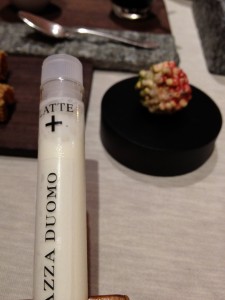 LATTE
+
AZZA DUOMO